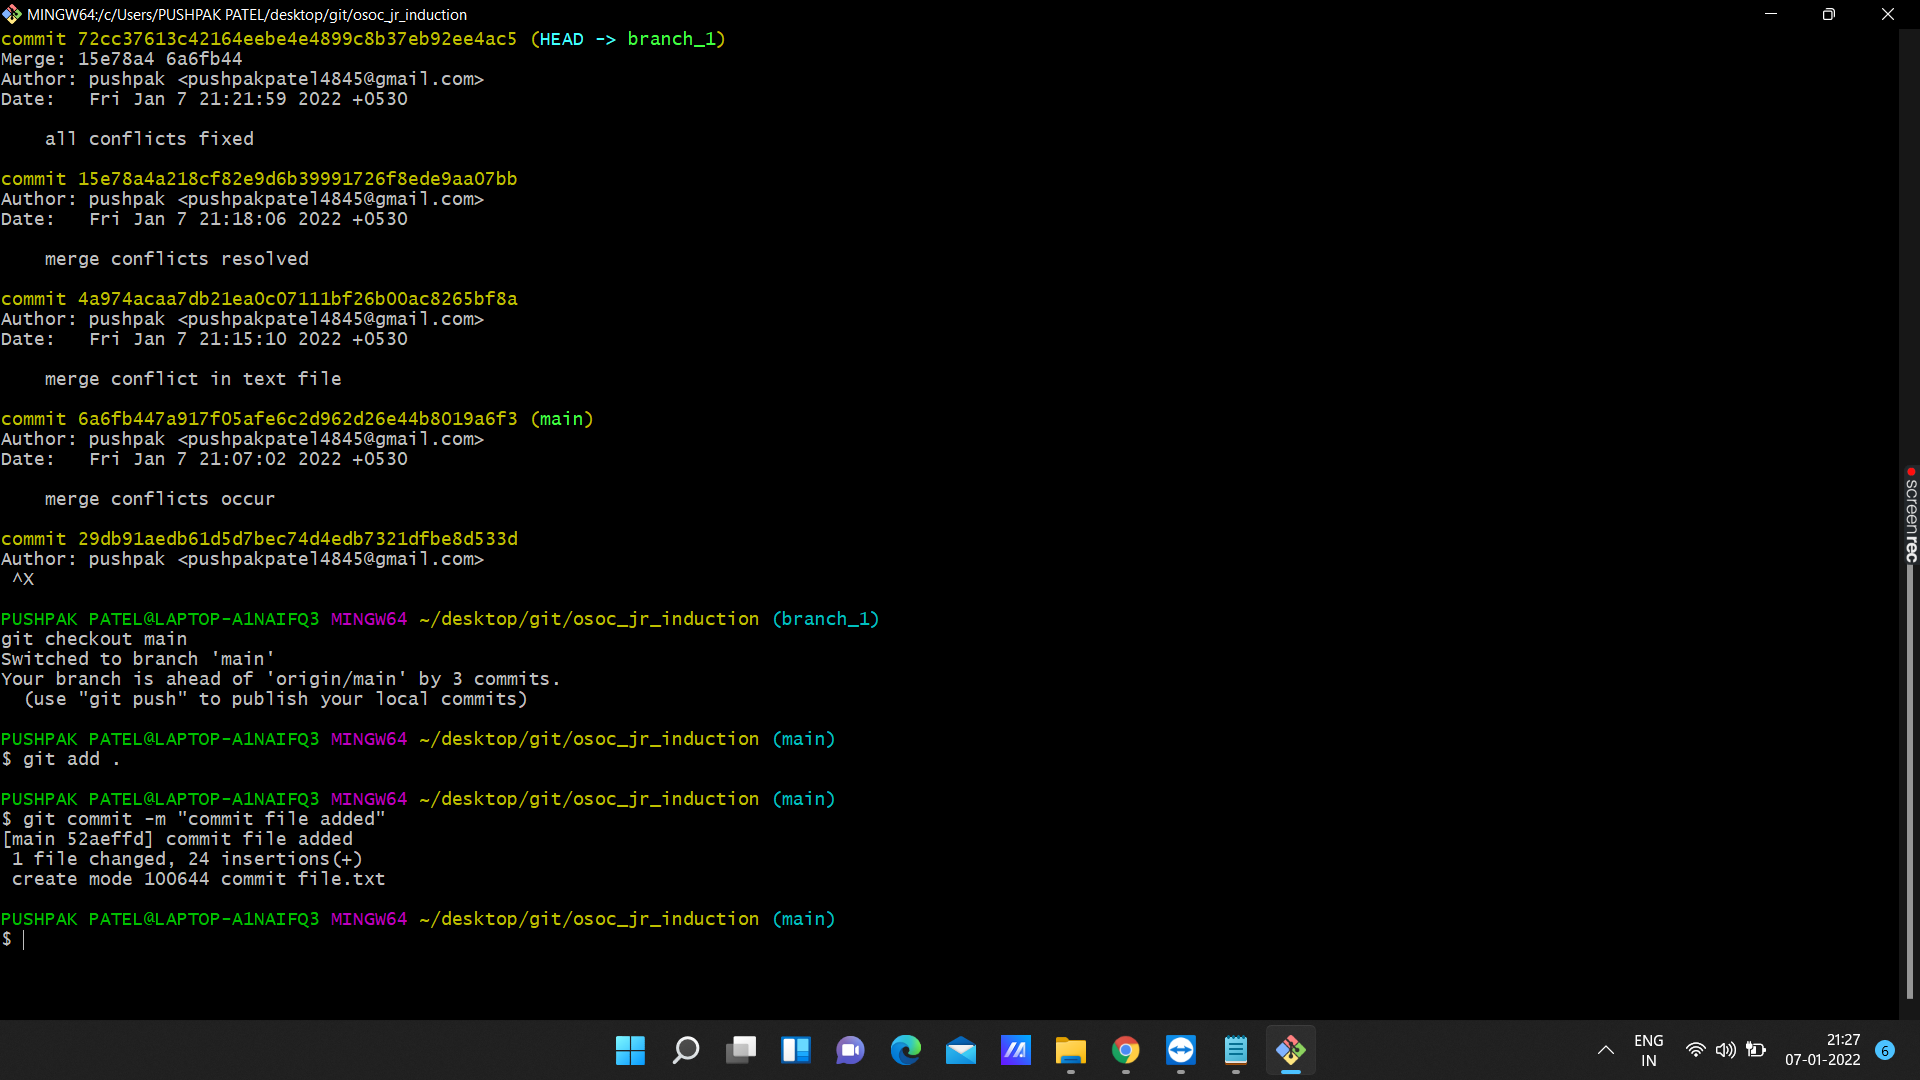 MINGW64:/c/Users/PUSHPAK PATEL/desktop/git/osoc_jr_induction
commit 72cc37613c42164eebe4e4899c8b37eb92ee4ac5 (HEAD -> branch_1)
Merge: 15e78a4 6a6fb44
Author: pushpak <pushpakpatel4845@gmail.com>
Date:   Fri Jan 7 21:21:59 2022 +0530
    all conflicts fixed
commit 15e78a4a218cf82e9d6b39991726f8ede9aa07bb
Author: pushpak <pushpakpatel4845@gmail.com>
Date:   Fri Jan 7 21:18:06 2022 +0530
    merge conflicts resolved
commit 4a974acaa7db21ea0c07111bf26b00ac8265bf8a
Author: pushpak <pushpakpatel4845@gmail.com>
Date:   Fri Jan 7 21:15:10 2022 +0530
    merge conflict in text file
commit 6a6fb447a917f05afe6c2d962d26e44b8019a6f3 (main)
Author: pushpak <pushpakpatel4845@gmail.com>
Date:   Fri Jan 7 21:07:02 2022 +0530
    merge conflicts occur
commit 29db91aedb61d5d7bec74d4edb7321dfbe8d533d
Author: pushpak <pushpakpatel4845@gmail.com>
 ^X
PUSHPAK PATEL@LAPTOP-A1NAIFQ3 MINGW64 ~/desktop/git/osoc_jr_induction (branch_1)
git checkout main
Switched to branch 'main'
Your branch is ahead of 'origin/main' by 3 commits.
  (use "git push" to publish your local commits)
PUSHPAK PATEL@LAPTOP-A1NAIFQ3 MINGW64 ~/desktop/git/osoc_jr_induction (main)
$ git add .
PUSHPAK PATEL@LAPTOP-A1NAIFQ3 MINGW64 ~/desktop/git/osoc_jr_induction (main)
$ git commit -m "commit file added"
[main 52aeffd] commit file added
 1 file changed, 24 insertions(+)
 create mode 100644 commit file.txt
PUSHPAK PATEL@LAPTOP-A1NAIFQ3 MINGW64 ~/desktop/git/osoc_jr_induction (main)
$
screenrec
ENG
IN
21:27
07-01-2022
6